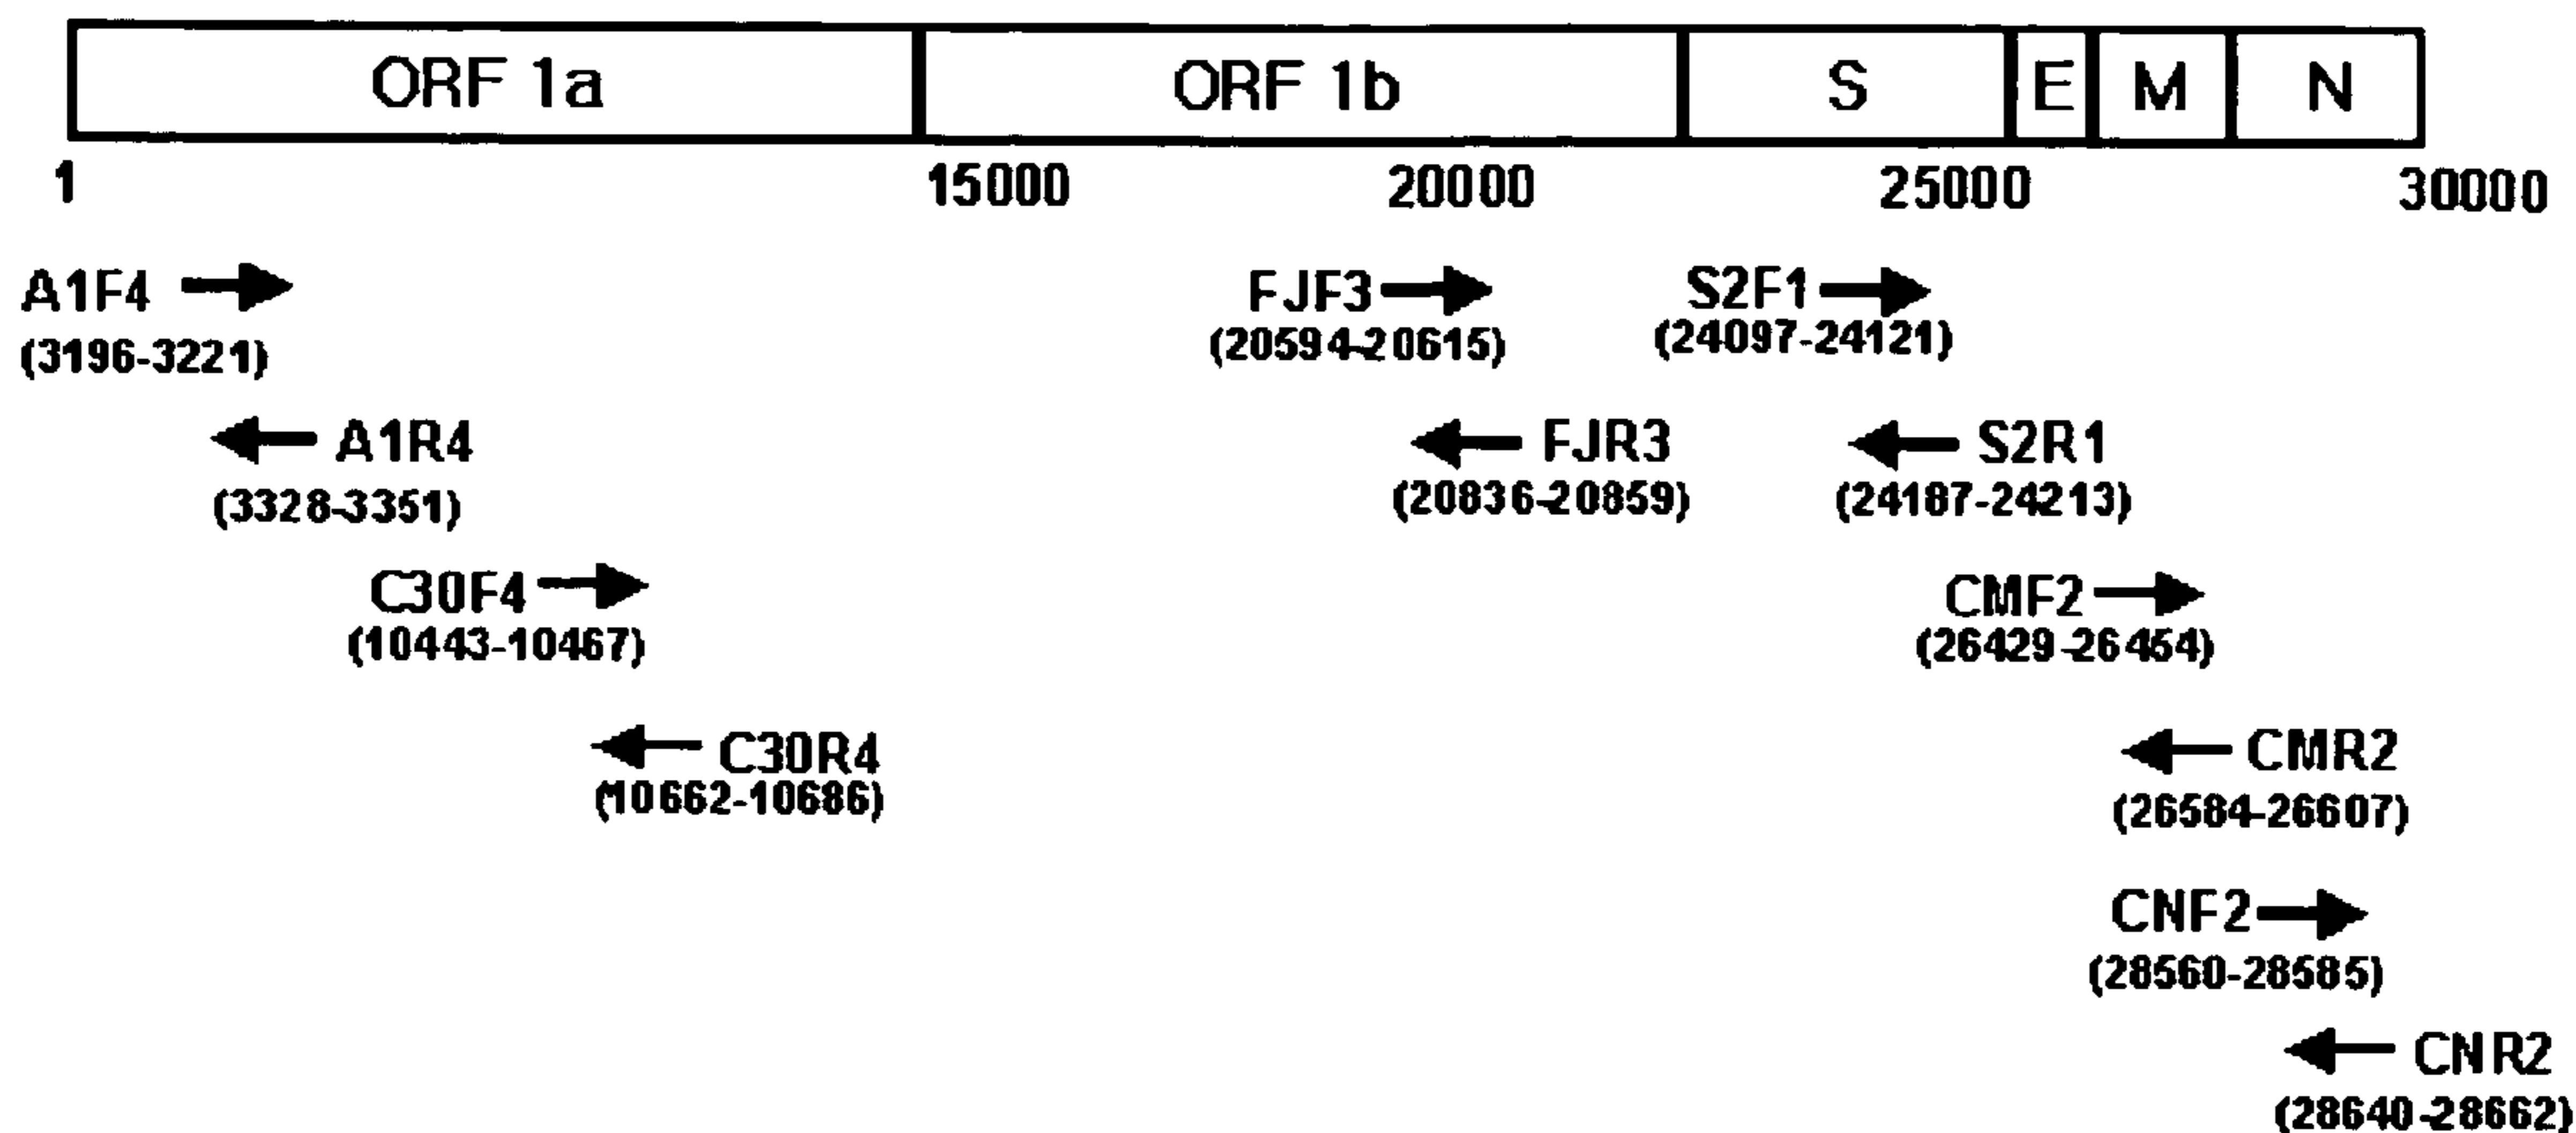 ORF 1a ORF 1b S E M N
1 15000 20000 25000 30000
A1F4 FJF3 S2F1
(3196-3221) (20594-20615) (24097-24121)
A1R4 FJR3 S2R1
(3328-3351) (20836-20859) (24187-24213)
C30F4 CMF2
(10443-10467) (26429-26454)
C30R4 CMR2
(10662-10686) (26584-26607)
CNF2
(28560-28585)
CNR2
(28640-28662)